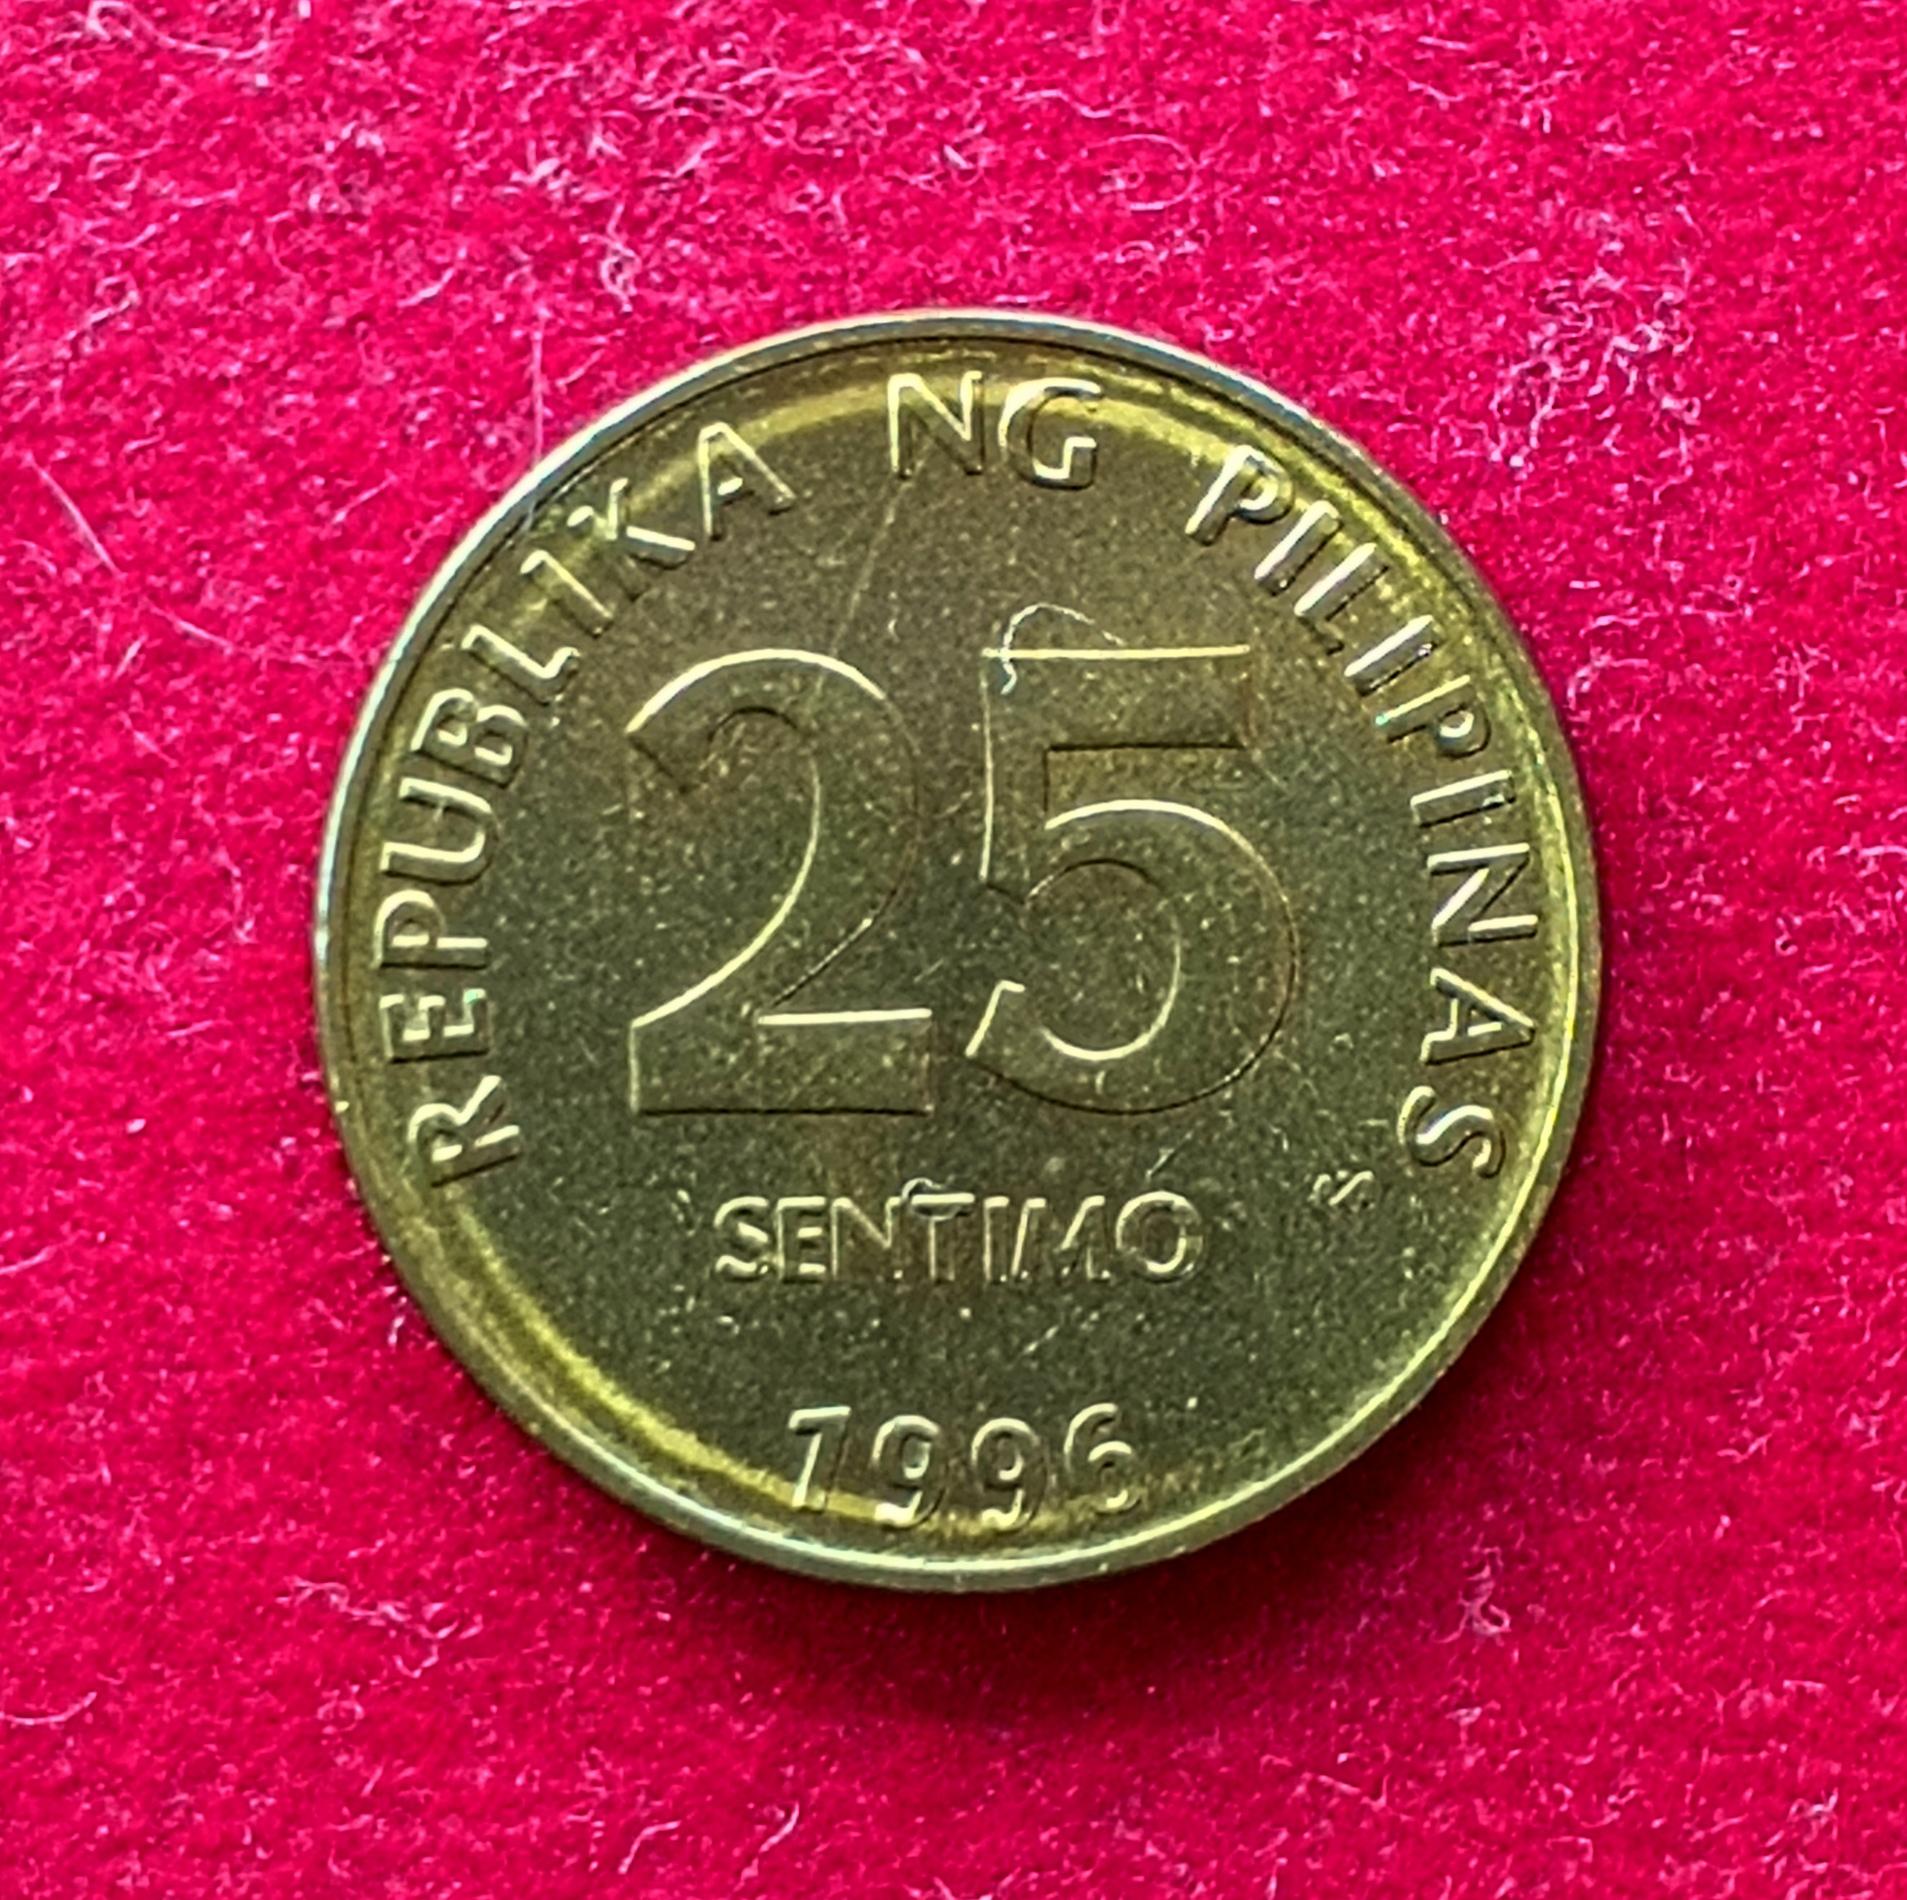 REPUBLIKA NG PILIPINAS
25
SENTIMO
S
1996